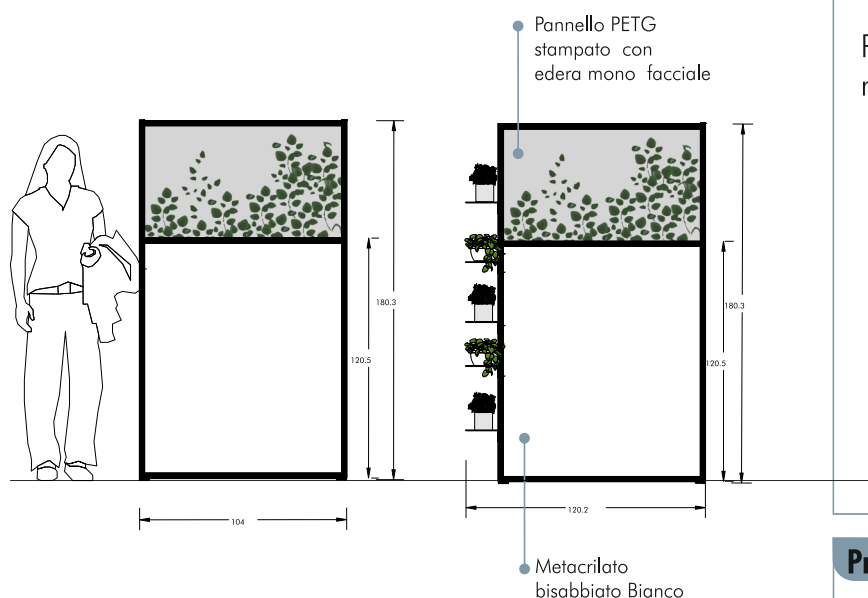 Pannello PETG
stampato con
edera mono facciale
180.3
120.5
104
180.3
120.5
120.2
Metacrilato
bisabbiato Bianco